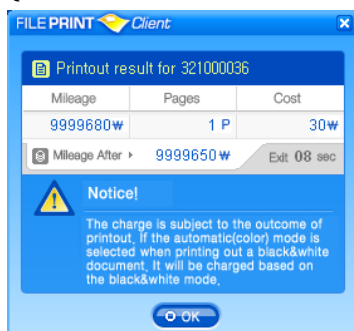 FILE PRINT Client
Printout result for 321000036
Mileage Pages Cost
9999680₩ 1 P 30₩
Mileage After 9999650₩ Exit 08 sec
Notice!
The charge is subject to the outcome of
printout, If the automatic(color) mode is
selected when printing out a black&white
document, It will be charged based on
the black&white mode,
OK